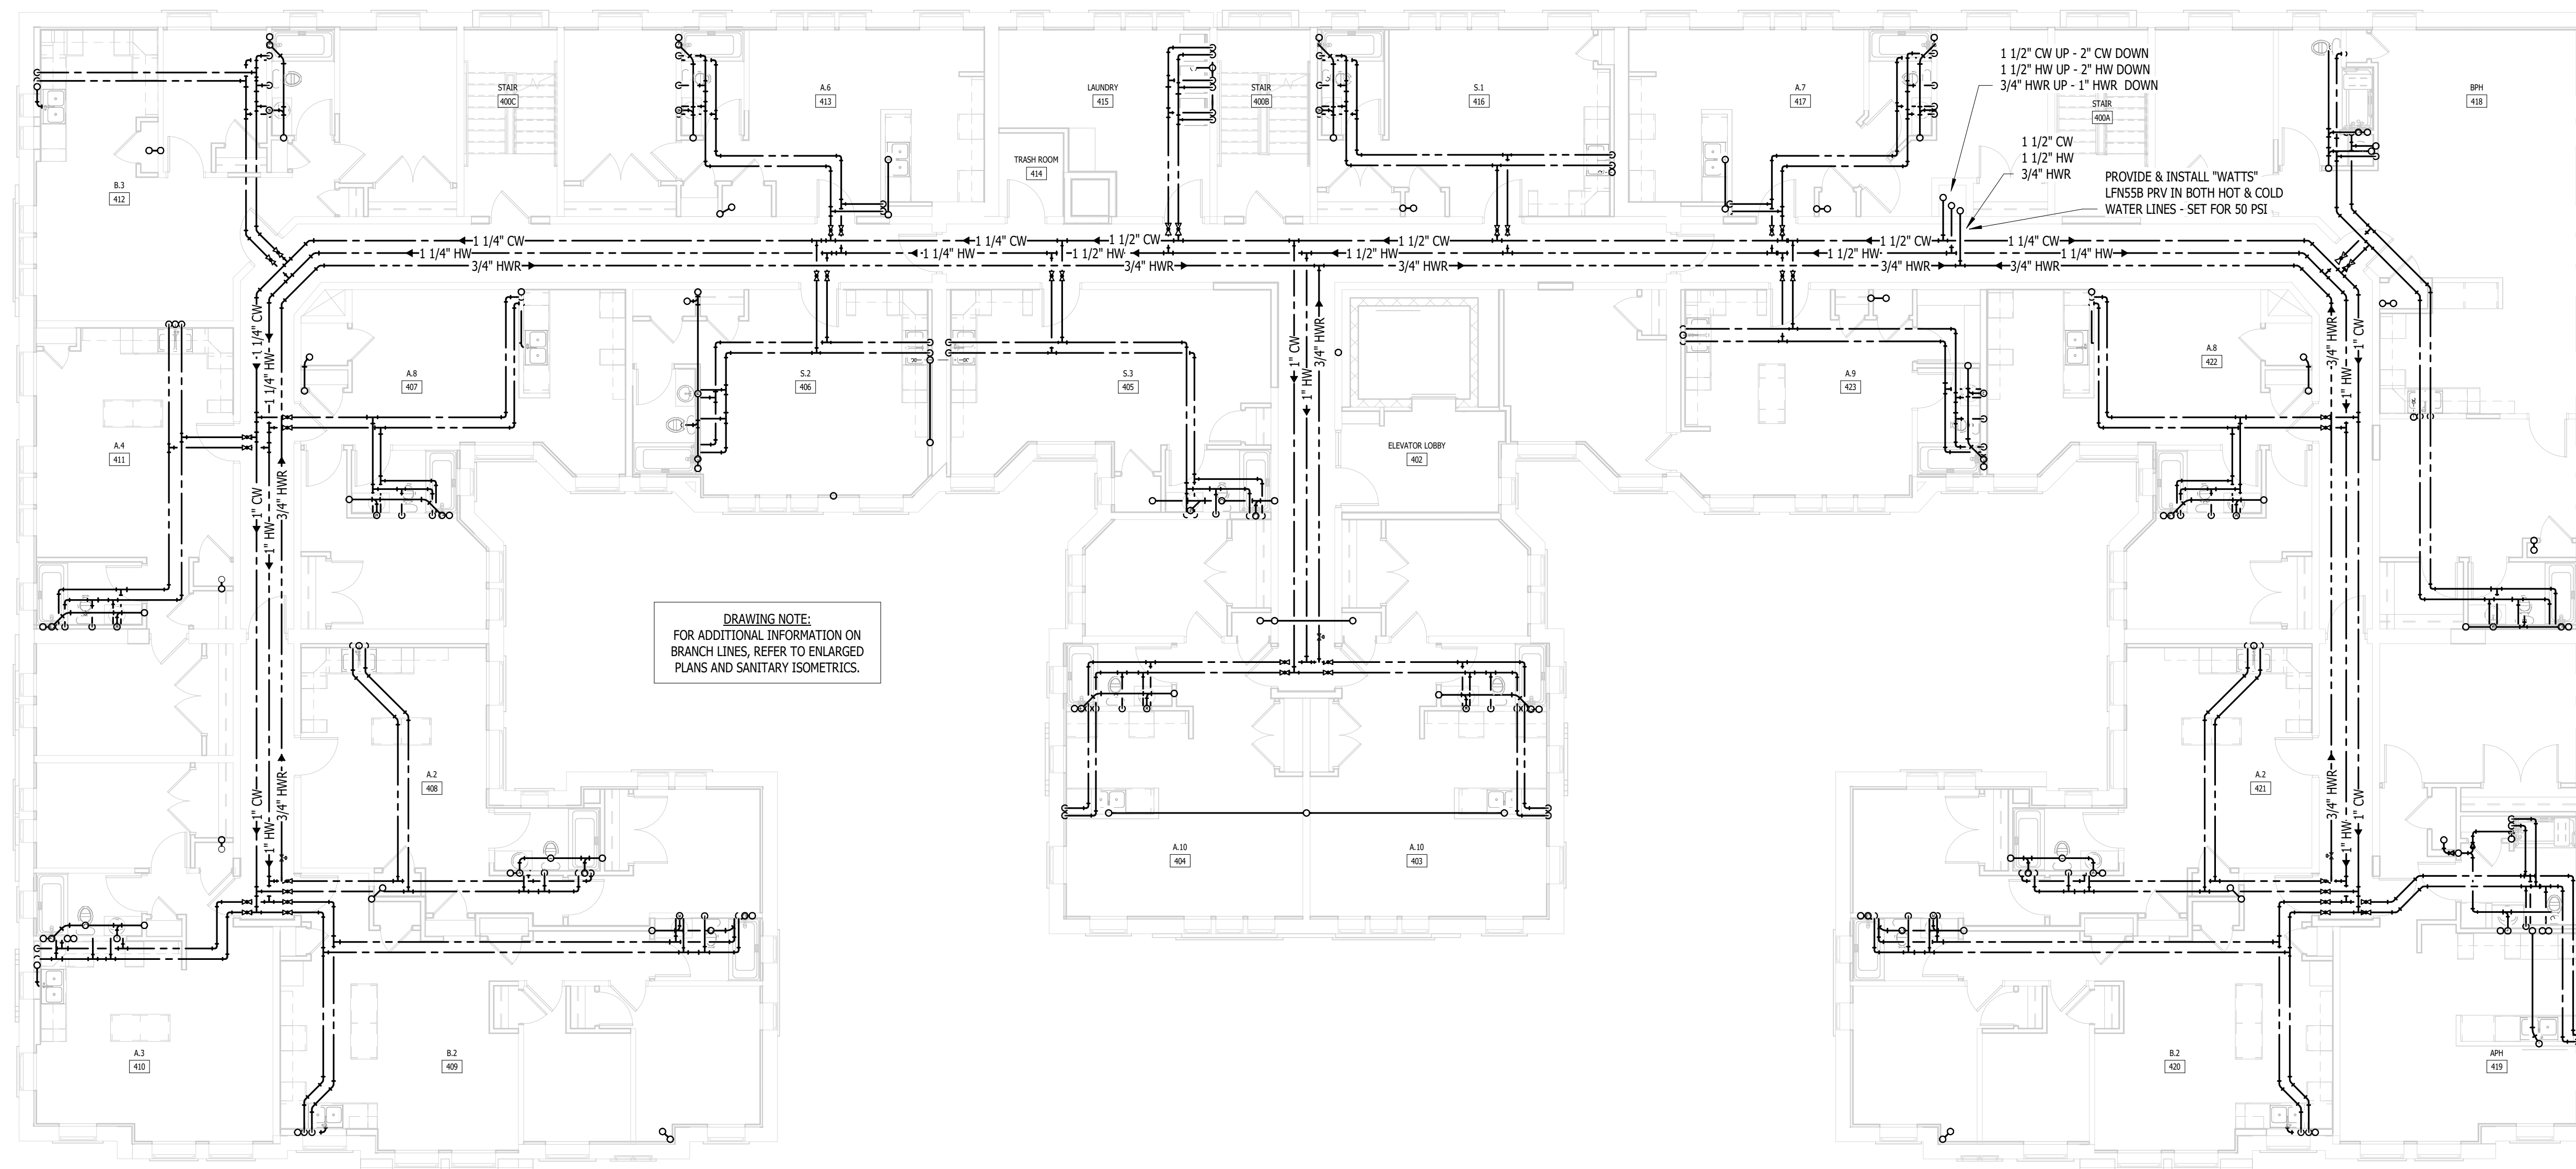 1 1/2" CW UP - 2" CW DOWN
1 1/2" HW UP - 2" HW DOWN
3/4" HWR UP - 1" HWR DOWN
STAIR
400C
A.6
413
LAUNDRY
415
STAIR
400B
S.1
416
A.7
417
STAIR
400A
BPH
418
1 1/2" CW
1 1/2" HW
3/4" HWR
TRASH ROOM
414
B.3
412
PROVIDE & INSTALL "WATTS"
LFN55B PRV IN BOTH HOT & COLD
WATER LINES - SET FOR 50 PSI
1 1/4" CW
1 1/4" CW
1 1/2" CW
1 1/2" CW
1 1/2" CW
1 1/4" CW
1 1/4" HW
1 1/4" HW
1 1/2" HW
1 1/2" HW
1 1/2" HW
1 1/4" HW
3/4" HWR
3/4" HWR
3/4" HWR
3/4" HWR
3/4" HWR
1 1/4" CW
1 1/4" HW
1" CW
1" HW
3/4" HWR
3/4" HWR
1" HW
1" CW
A.8
407
S.2
406
S.3
405
A.9
423
A.8
422
A.4
411
ELEVATOR LOBBY
402
1" CW
1" HW
3/4" HWR
DRAWING NOTE:
FOR ADDITIONAL INFORMATION ON
BRANCH LINES, REFER TO ENLARGED
PLANS AND SANITARY ISOMETRICS.
A.2
408
A.2
421
1" CW
1" HW
3/4" HWR
3/4" HWR
1" HW
1" CW
A.10
404
A.10
403
A.3
410
B.2
409
B.2
420
APH
419